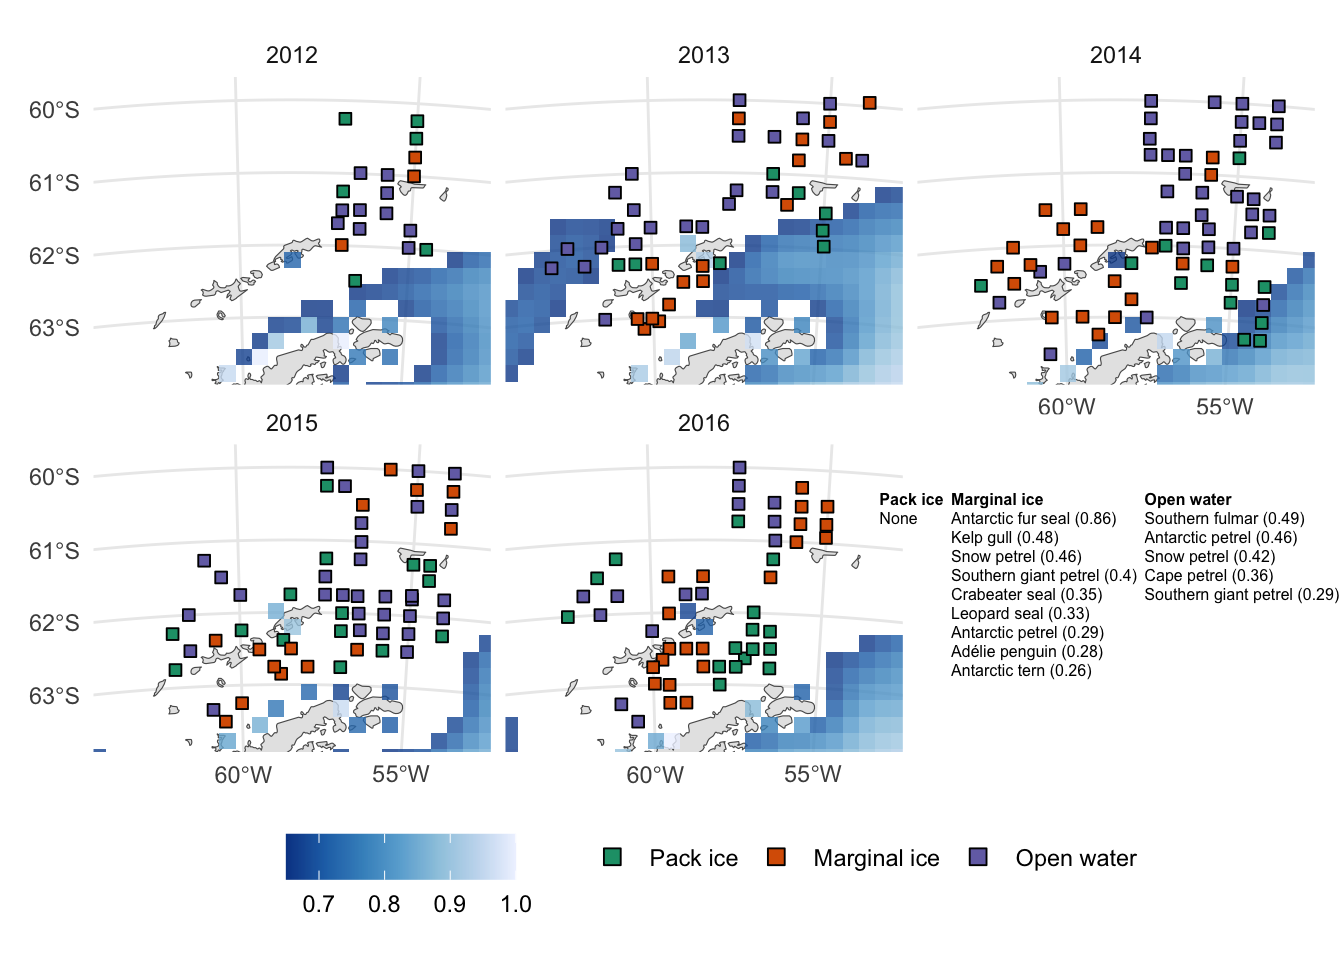 2012
2013
2014
60°S
61°S
62°S
63°S
60°W
55°W
2015
2016
60°S
61°S
62°S
63°S
60°W
55°W
60°W
55°W
Pack ice
None
Marginal ice
Antarctic fur seal (0.86)
Kelp gull (0.48)
Snow petrel (0.46)
Southern giant petrel (0.4)
Crabeater seal (0.35)
Leopard seal (0.33)
Antarctic petrel (0.29)
Adélie penguin (0.28)
Antarctic tern (0.26)
Open water
Southern fulmar (0.49)
Antarctic petrel (0.46)
Snow petrel (0.42)
Cape petrel (0.36)
Southern giant petrel (0.29)
0.7
0.8
0.9
1.0
Pack ice
Marginal ice
Open water